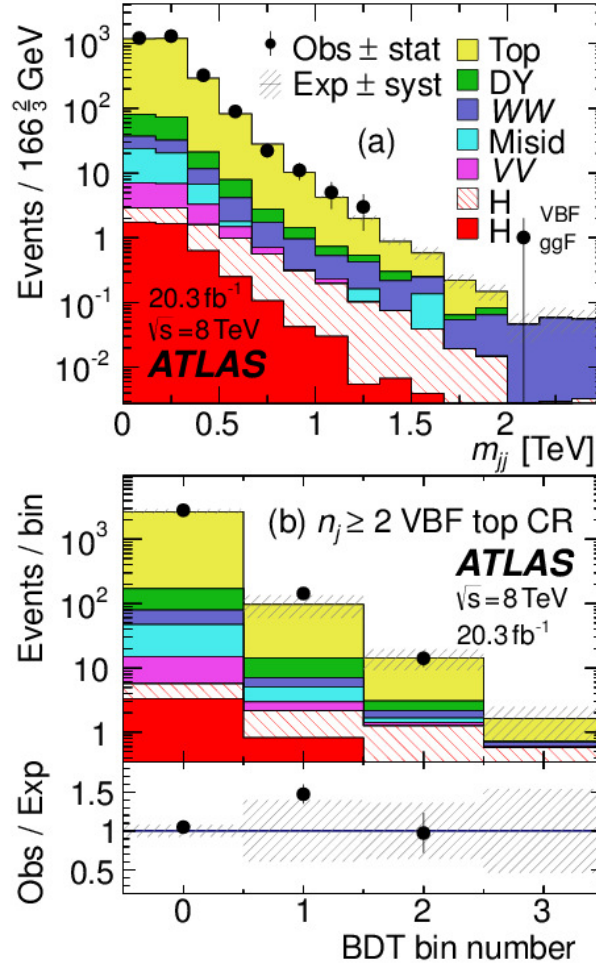 Events / 166 2/3 GeV
10³
10²
10
1
10⁻¹
10⁻²
Obs ± stat
Exp ± syst
(a)
Top
DY
WW
Misid
VV
H VBF
H ggF
20.3 fb⁻¹
√s = 8 TeV
ATLAS
0 0.5 1 1.5 2
m_jj [TeV]
Events / bin
10³
10²
10
1
(b) n_j ≥ 2 VBF top CR
ATLAS
√s = 8 TeV
20.3 fb⁻¹
Obs / Exp
1.5
1
0.5
0 1 2 3
BDT bin number